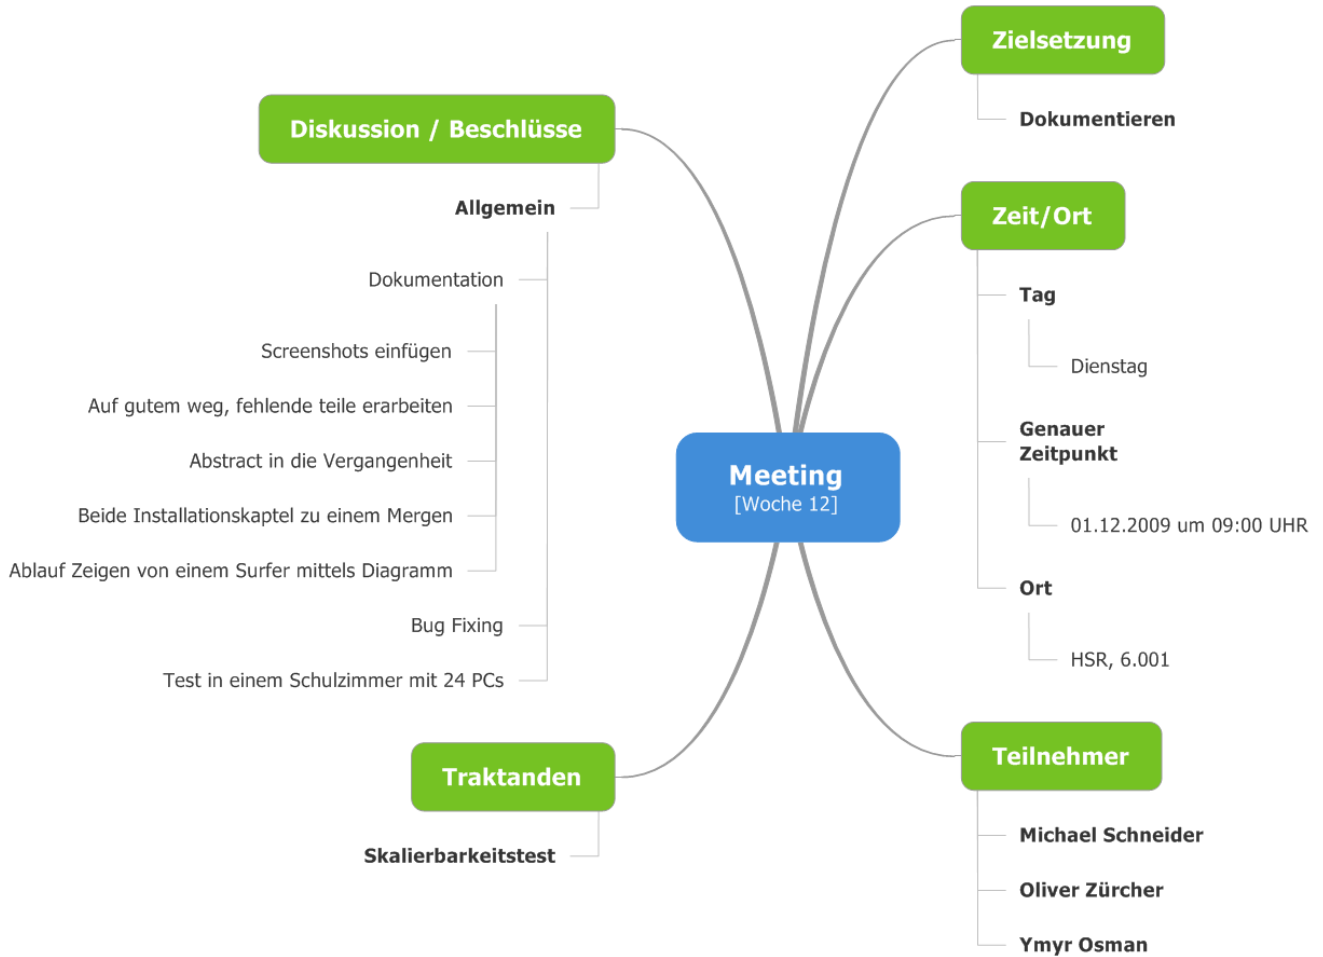 Zielsetzung
Dokumentieren
Zeit/Ort
Tag
Dienstag
Genauer
Zeitpunkt
01.12.2009 um 09:00 UHR
Ort
HSR, 6.001
Teilnehmer
Michael Schneider
Oliver Zürcher
Ymyr Osman
Meeting
[Woche 12]
Diskussion / Beschlüsse
Allgemein
Dokumentation
Screenshots einfügen
Auf gutem weg, fehlende teile erarbeiten
Abstract in die Vergangenheit
Beide Installationskaptel zu einem Mergen
Ablauf Zeigen von einem Surfer mittels Diagramm
Bug Fixing
Test in einem Schulzimmer mit 24 PCs
Traktanden
Skalierbarkeitstest